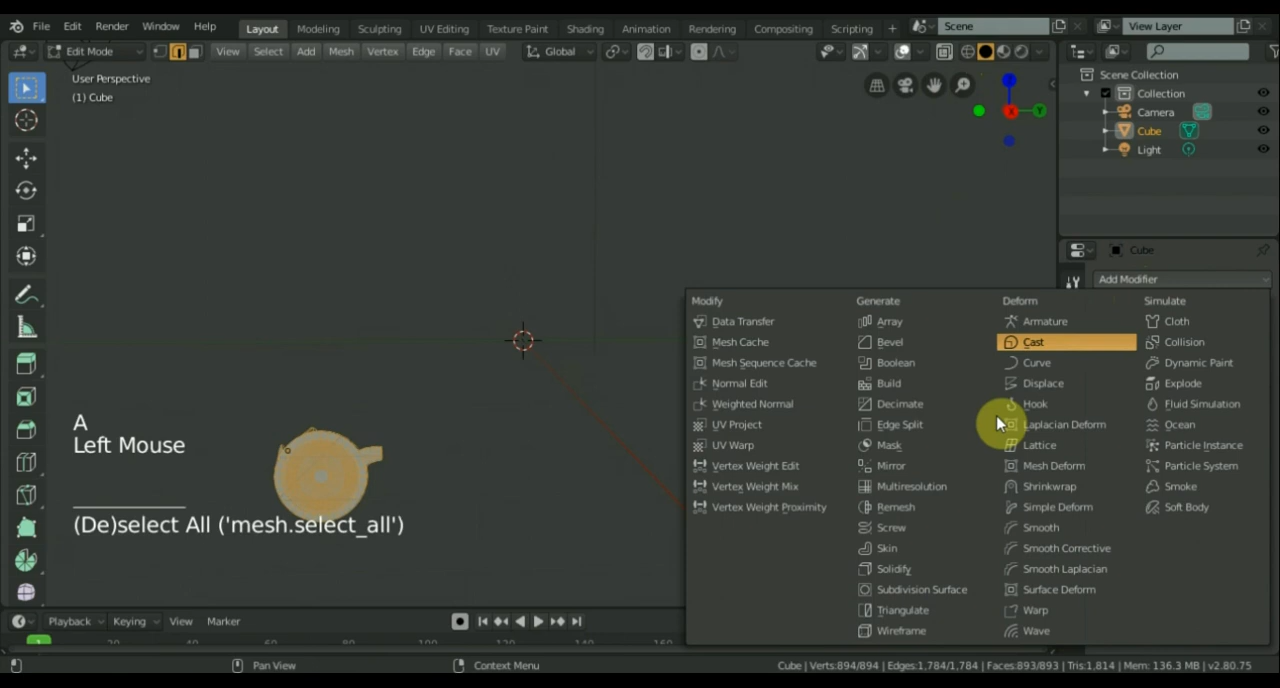 File Edit Render Window Help Layout Modeling Sculpting UV Editing Texture Paint Shading Animation Rendering Compositing Scripting + Scene View Layer
Edit Mode View Select Add Mesh Vertex Edge Face UV Global
User Perspective
(1) Cube
Scene Collection
Collection
Camera
Cube
Light
X
Y
Cube
Add Modifier
Modify
Data Transfer
Mesh Cache
Mesh Sequence Cache
Normal Edit
Weighted Normal
UV Project
UV Warp
Vertex Weight Edit
Vertex Weight Mix
Vertex Weight Proximity
Generate
Array
Bevel
Boolean
Build
Decimate
Edge Split
Mask
Mirror
Multiresolution
Remesh
Screw
Skin
Solidify
Subdivision Surface
Triangulate
Wireframe
Deform
Armature
Cast
Curve
Displace
Hook
Laplacian Deform
Lattice
Mesh Deform
Shrinkwrap
Simple Deform
Smooth
Smooth Corrective
Smooth Laplacian
Surface Deform
Warp
Wave
Simulate
Cloth
Collision
Dynamic Paint
Explode
Fluid Simulation
Ocean
Particle Instance
Particle System
Smoke
Soft Body
A
Left Mouse
(De)select All ('mesh.select_all')
Playback Keying View Marker
1
Pan View Context Menu Cube | Verts:894/894 | Edges:1,784/1,784 | Faces:893/893 | Tris:1,814 | Mem: 136.3 MB | v2.80.75